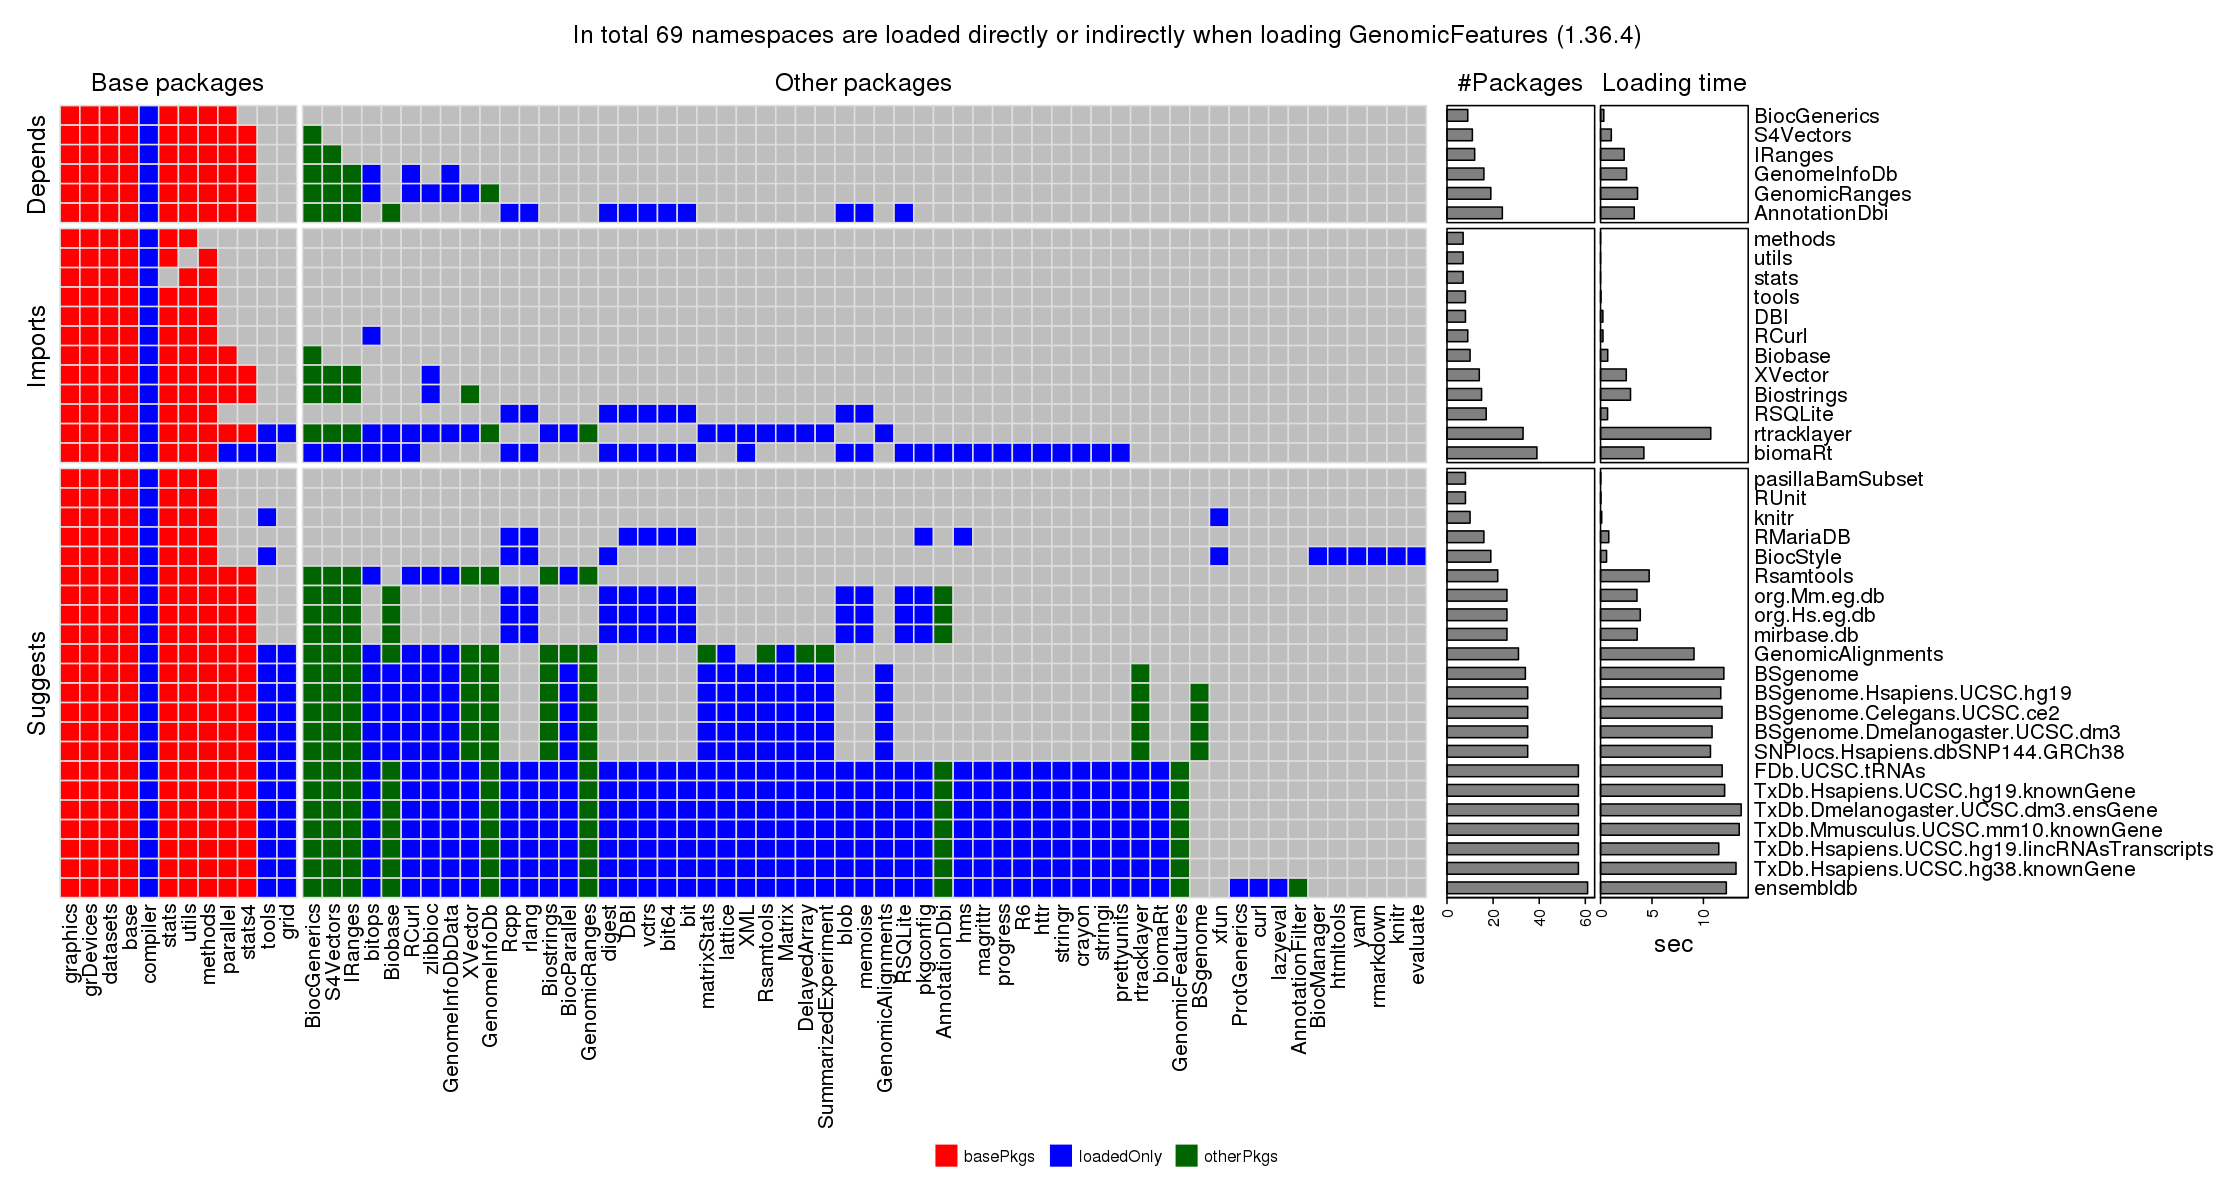 In total 69 namespaces are loaded directly or indirectly when loading GenomicFeatures (1.36.4)
Base packages
Other packages
#Packages
Loading time
Depends
BiocGenerics
S4Vectors
IRanges
GenomeInfoDb
GenomicRanges
AnnotationDbi
Imports
methods
utils
stats
tools
DBI
RCurl
Biobase
XVector
Biostrings
RSQLite
rtracklayer
biomaRt
Suggests
pasillaBamSubset
RUnit
knitr
RMariaDB
BiocStyle
Rsamtools
org.Mm.eg.db
org.Hs.eg.db
mirbase.db
GenomicAlignments
BSgenome
BSgenome.Hsapiens.UCSC.hg19
BSgenome.Celegans.UCSC.ce2
BSgenome.Dmelanogaster.UCSC.dm3
SNPlocs.Hsapiens.dbSNP144.GRCh38
FDb.UCSC.tRNAs
TxDb.Hsapiens.UCSC.hg19.knownGene
TxDb.Dmelanogaster.UCSC.dm3.ensGene
TxDb.Mmusculus.UCSC.mm10.knownGene
TxDb.Hsapiens.UCSC.hg19.lincRNAsTranscripts
TxDb.Hsapiens.UCSC.hg38.knownGene
ensembldb
graphics
grDevices
datasets
base
compiler
stats
utils
methods
parallel
stats4
tools
grid
BiocGenerics
S4Vectors
IRanges
bitops
Biobase
RCurl
zlibbioc
GenomeInfoDbData
XVector
GenomeInfoDb
Rcpp
rlang
Biostrings
BiocParallel
GenomicRanges
digest
DBI
vctrs
bit64
bit
matrixStats
lattice
XML
Rsamtools
Matrix
DelayedArray
SummarizedExperiment
blob
memoise
GenomicAlignments
RSQLite
pkgconfig
AnnotationDbi
hms
magrittr
progress
R6
httr
stringr
crayon
stringi
prettyunits
rtracklayer
biomaRt
GenomicFeatures
BSgenome
xfun
ProtGenerics
curl
lazyeval
AnnotationFilter
BiocManager
htmltools
yaml
rmarkdown
knitr
evaluate
0
20
40
60
0
5
10
sec
basePkgs
loadedOnly
otherPkgs